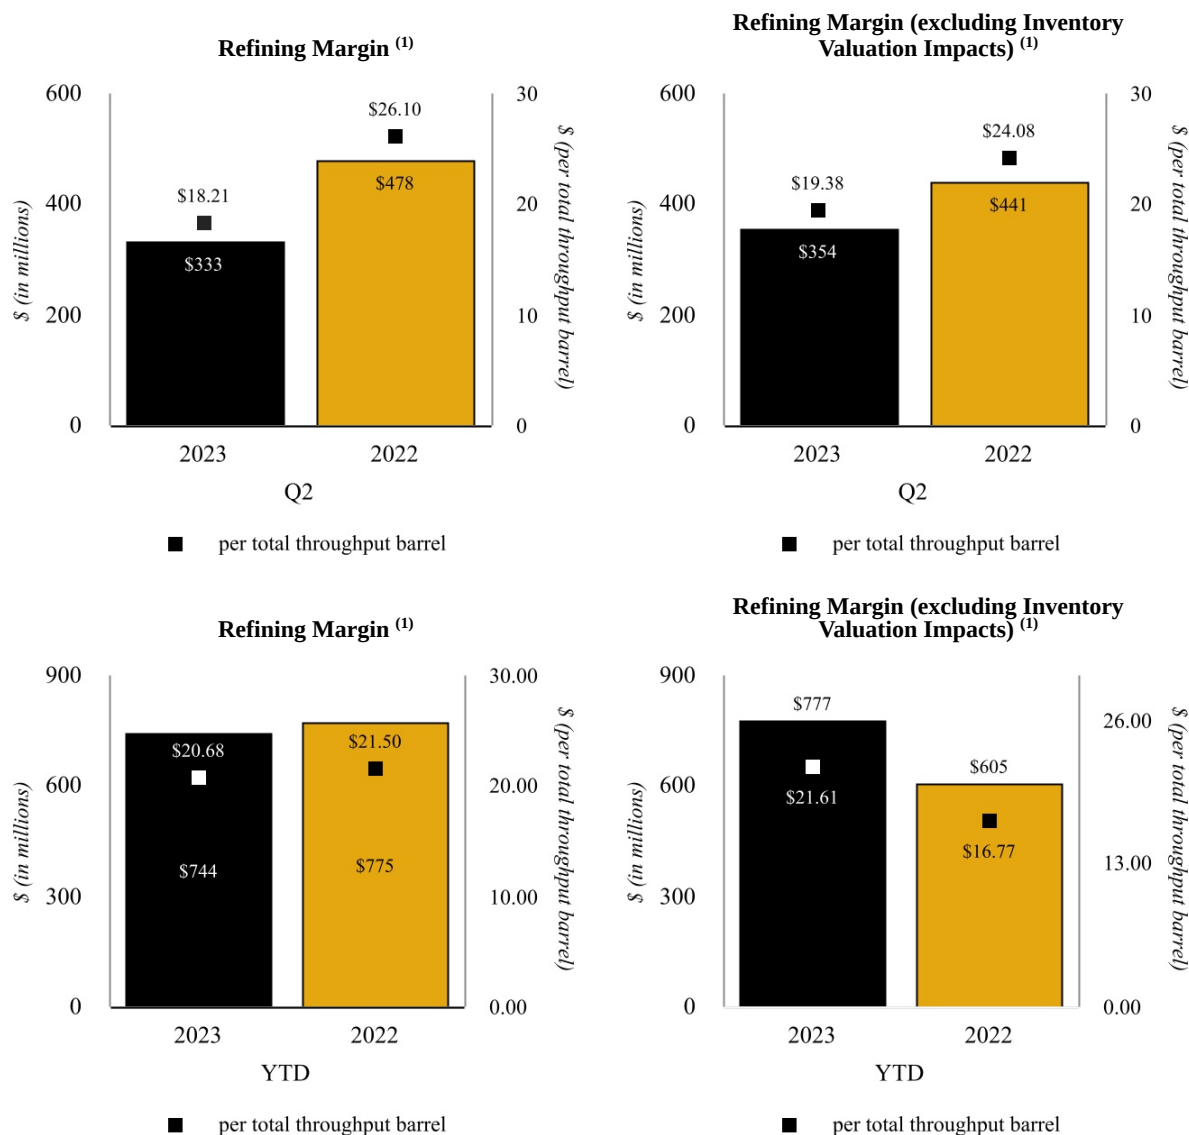 Refining Margin (1)
600
400
200
0
$ (in millions)
$18.21
$333
$26.10
$478
30
20
10
0
$ (per total throughput barrel)
2023
2022
Q2
per total throughput barrel
Refining Margin (excluding Inventory
Valuation Impacts) (1)
600
400
200
0
$ (in millions)
$19.38
$354
$24.08
$441
30
20
10
0
$ (per total throughput barrel)
2023
2022
Q2
per total throughput barrel
Refining Margin (1)
900
600
300
0
$ (in millions)
$20.68
$744
$21.50
$775
30.00
20.00
10.00
0.00
$ (per total throughput barrel)
2023
2022
YTD
per total throughput barrel
Refining Margin (excluding Inventory
Valuation Impacts) (1)
900
600
300
0
$ (in millions)
$777
$21.61
$605
$16.77
26.00
13.00
0.00
$ (per total throughput barrel)
2023
2022
YTD
per total throughput barrel